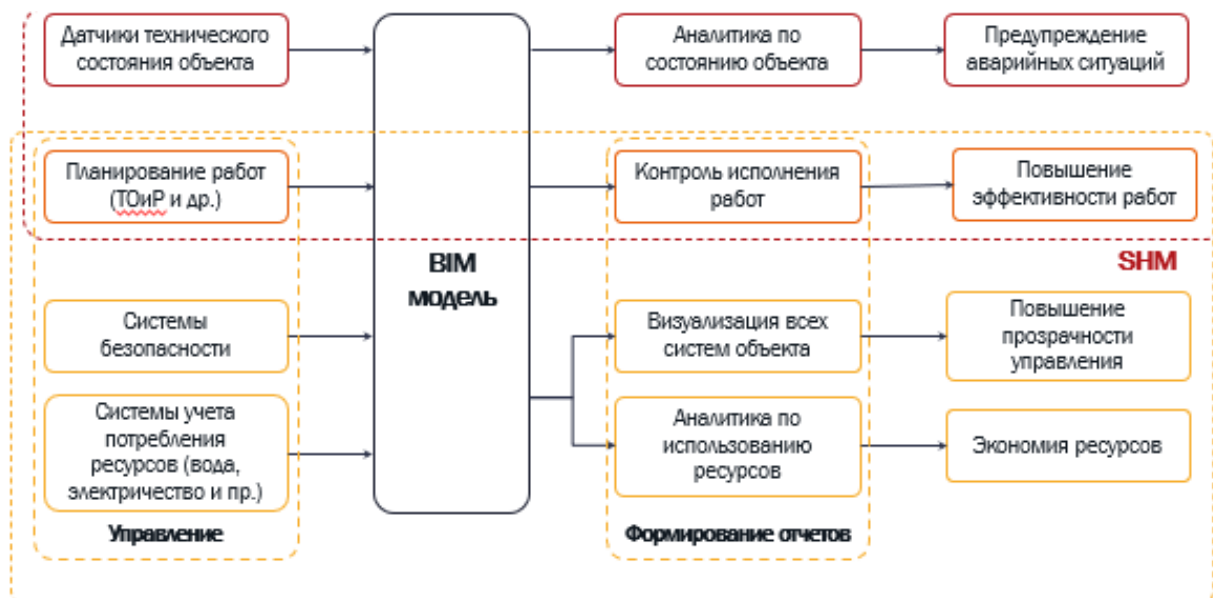 Датчики технического
состояния объекта
Аналитика по
состоянию объекта
Предупреждение
аварийных ситуаций
Планирование работ
(ТОиР и др.)
Контроль исполнения
работ
Повышение
эффективности работ
BIM
модель
SHM
Системы
безопасности
Визуализация всех
систем объекта
Повышение
прозрачности
управления
Системы учета
потребления
ресурсов (вода,
электричество и пр.)
Аналитика по
использованию
ресурсов
Экономия ресурсов
Управление
Формирование отчетов